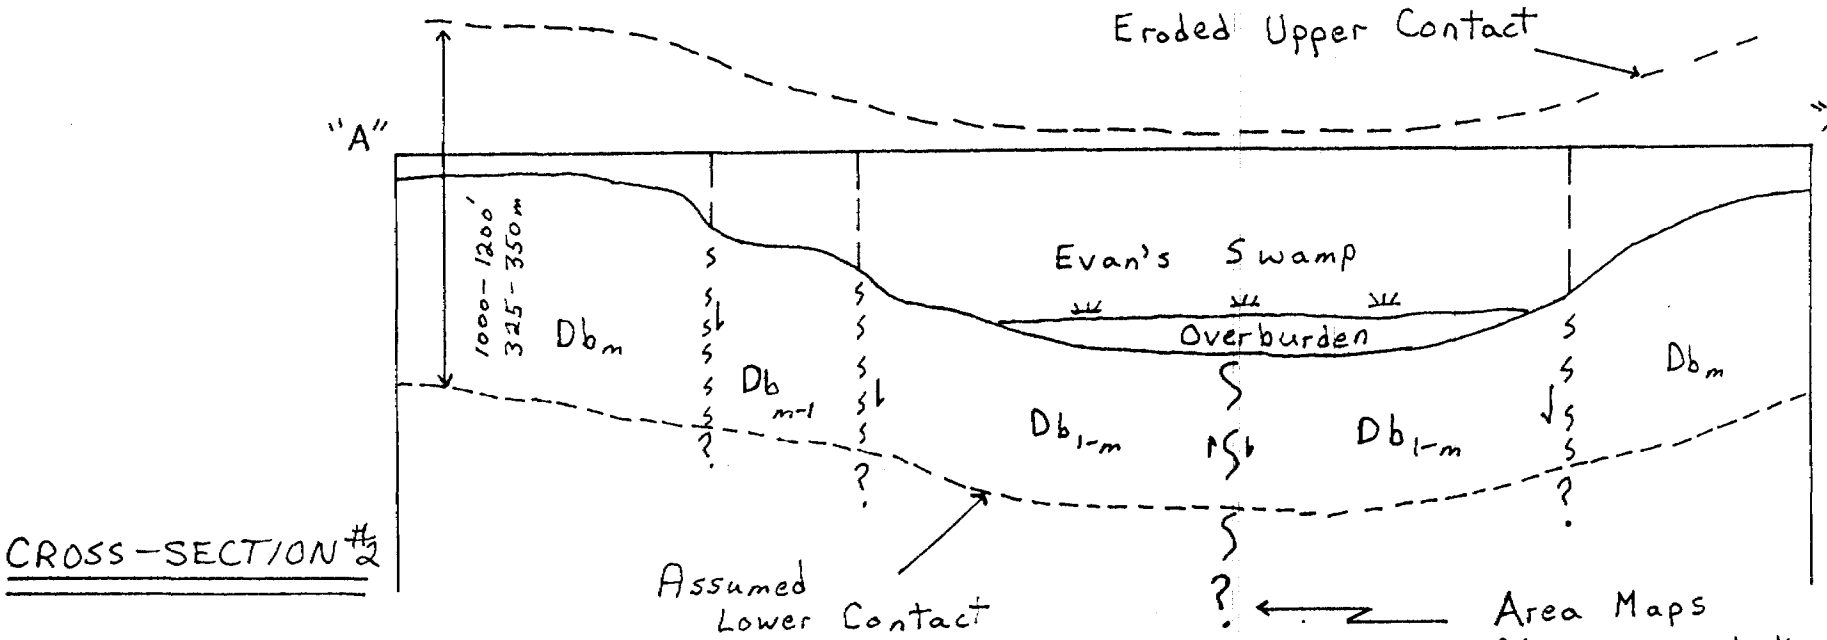 Eroded Upper Contact
"A"
1000-1200'
325-350m
Evan's Swamp
Overburden
Dbm
Db
m-1
Db1-m
Db1-m
Dbm
?
?
?
CROSS-SECTION #2
Assumed
Lower Contact
?
Area Maps